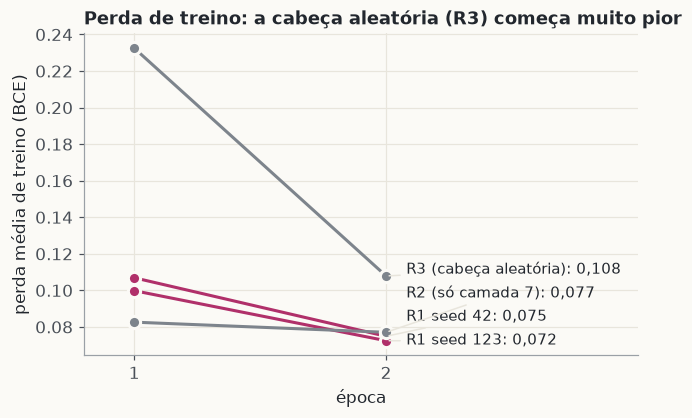 Perda de treino: a cabeça aleatória (R3) começa muito pior
perda média de treino (BCE)
0.24
0.22
0.20
0.18
0.16
0.14
0.12
0.10
0.08
R3 (cabeça aleatória): 0,108
R2 (só camada 7): 0,077
R1 seed 42: 0,075
R1 seed 123: 0,072
1
2
época